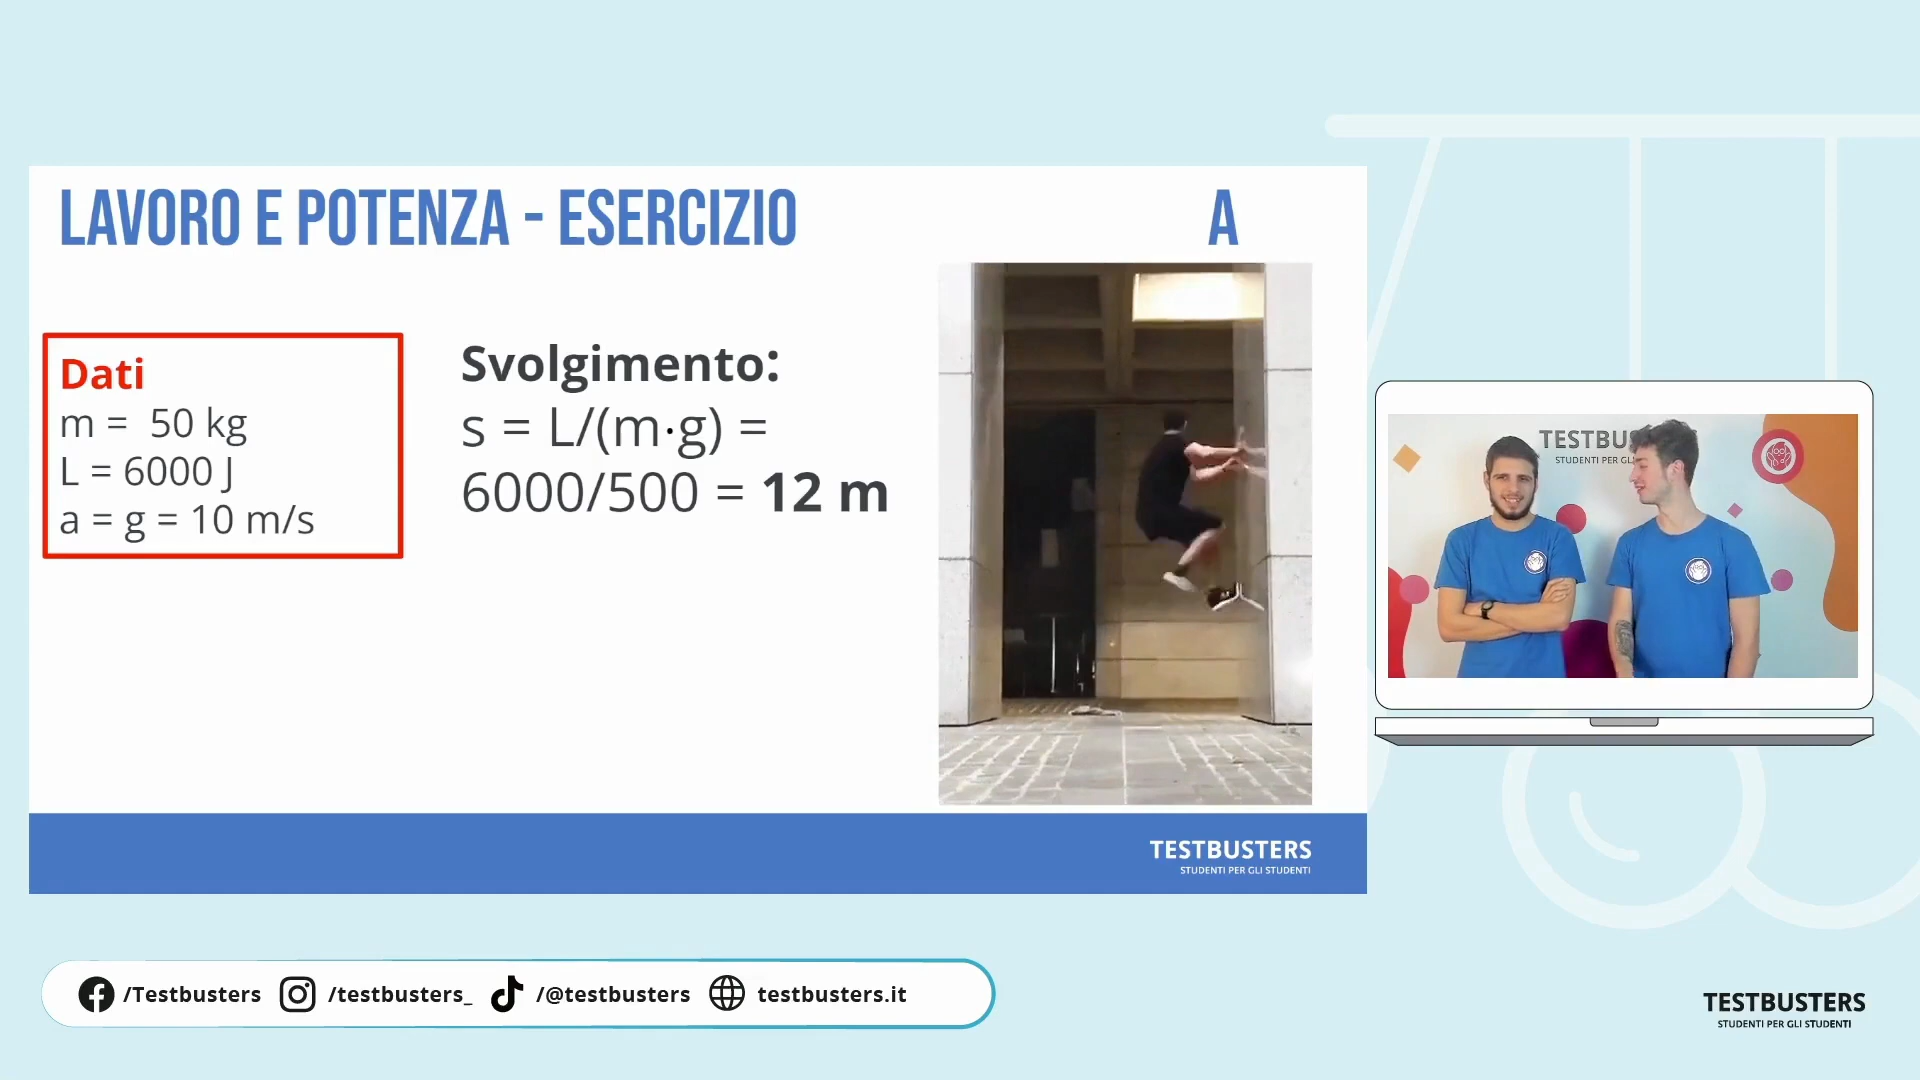 LAVORO E POTENZA - ESERCIZIO
A
Dati
m = 50 kg
L = 6000 J
a = g = 10 m/s
Svolgimento:
s = L/(m·g) =
6000/500 = 12 m
TESTBUSTERS
STUDENTI PER GLI STUDENTI
/Testbusters
/testbusters_
/@testbusters
testbusters.it
TESTBUSTERS
STUDENTI PER GLI STUDENTI